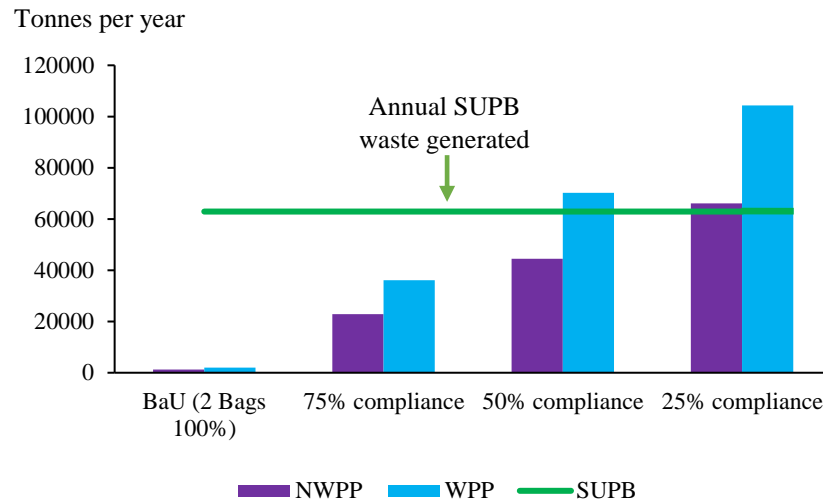 Tonnes per year
120000
100000
80000
60000
40000
20000
0
Annual SUPB
waste generated
BaU (2 Bags
100%)
75% compliance
50% compliance
25% compliance
NWPP
WPP
SUPB